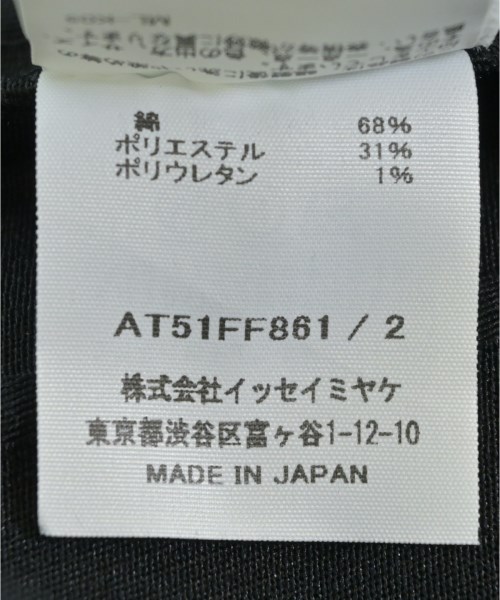 綿 68%
ポリエステル 31%
ポリウレタン 1%
AT51FF861 / 2
株式会社イッセイミヤケ
東京都渋谷区富ヶ谷1-12-10
MADE IN JAPAN